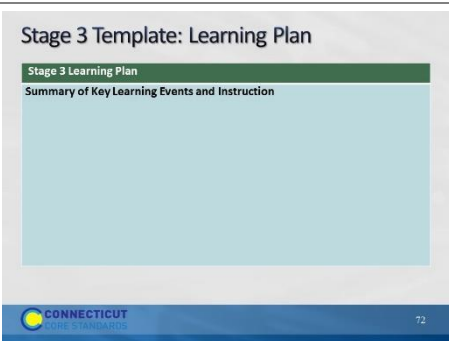 Stage 3 Template: Learning Plan
Stage 3 Learning Plan
Summary of Key Learning Events and Instruction
CONNECTICUT
CORE STANDARDS
72